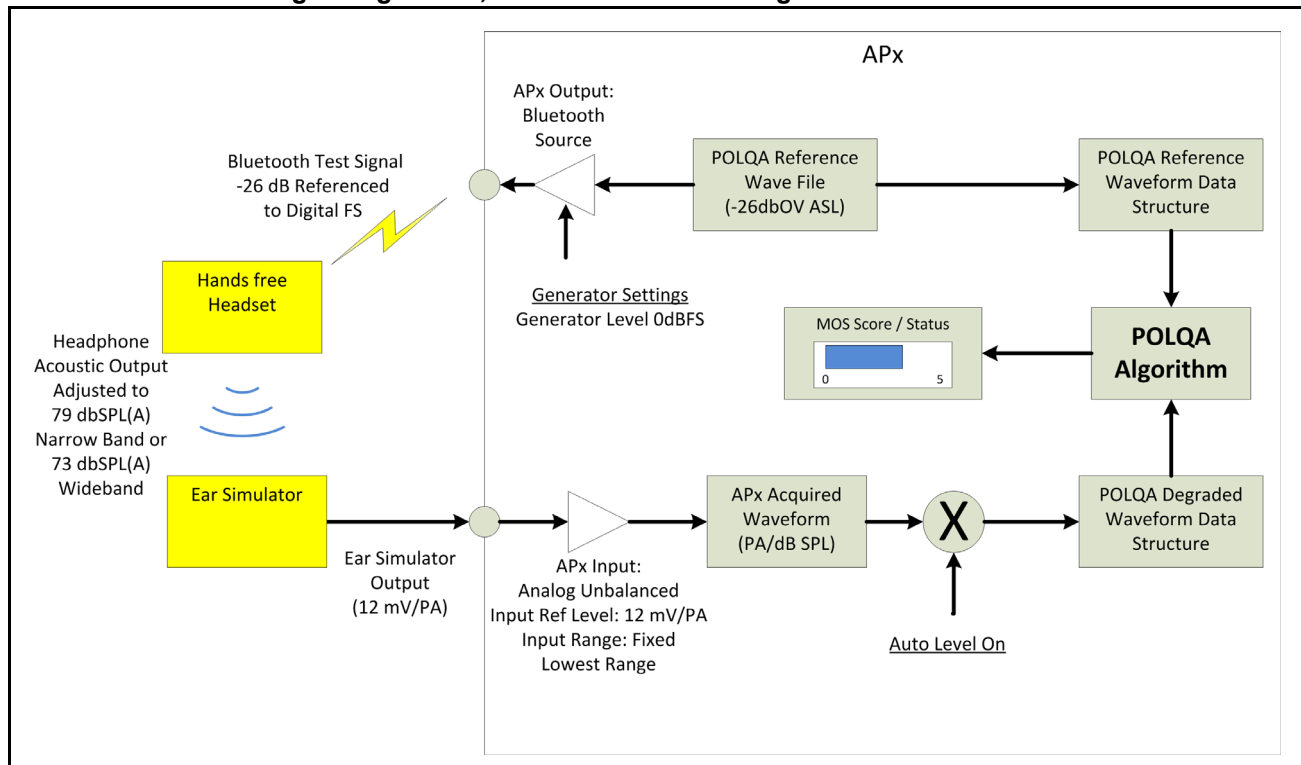 APx
APx Output:
Bluetooth
Source
Bluetooth Test Signal
-26 dB Referenced
to Digital FS
POLQA Reference
Wave File
(-26dbOV ASL)
POLQA Reference
Waveform Data
Structure
Hands free
Headset
Generator Settings
Generator Level 0dBFS
MOS Score / Status
0
5
POLQA
Algorithm
Headphone
Acoustic Output
Adjusted to
79 dbSPL(A)
Narrow Band or
73 dbSPL(A)
Wideband
Ear Simulator
Ear Simulator
Output
(12 mV/PA)
APx Input:
Analog Unbalanced
Input Ref Level: 12 mV/PA
Input Range: Fixed
Lowest Range
APx Acquired
Waveform
(PA/dB SPL)
X
Auto Level On
POLQA Degraded
Waveform Data
Structure